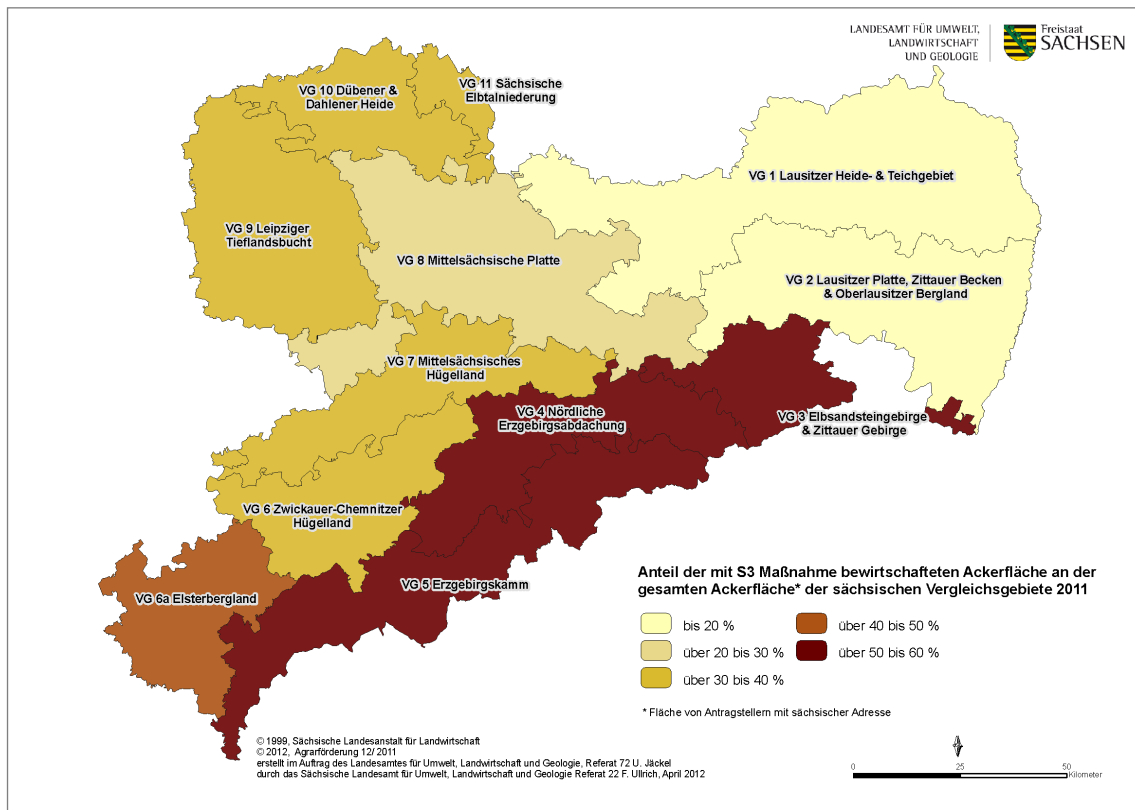 LANDESAMT FÜR UMWELT,
LANDWIRTSCHAFT
UND GEOLOGIE
Freistaat
SACHSEN
VG 10 Dübener &
Dahlener Heide
VG 11 Sächsische
Elbtalniederung
VG 1 Lausitzer Heide- & Teichgebiet
VG 9 Leipziger
Tieflandsbucht
VG 8 Mittelsächsische Platte
VG 2 Lausitzer Platte, Zittauer Becken
& Oberlausitzer Bergland
VG 7 Mittelsächsisches
Hügelland
VG 4 Nördliche
Erzgebirgsabdachung
VG 3 Elbsandsteingebirge
& Zittauer Gebirge
VG 6 Zwickauer-Chemnitzer
Hügelland
VG 5 Erzgebirgskamm
VG 6a Elsterbergland
Anteil der mit S3 Maßnahme bewirtschafteten Ackerfläche an der
gesamten Ackerfläche* der sächsischen Vergleichsgebiete 2011
bis 20 %
über 20 bis 30 %
über 30 bis 40 %
über 40 bis 50 %
über 50 bis 60 %
* Fläche von Antragstellern mit sächsischer Adresse
© 1999, Sächsische Landesanstalt für Landwirtschaft
© 2012, Agrarförderung 12/ 2011
erstellt im Auftrag des Landesamtes für Umwelt, Landwirtschaft und Geologie, Referat 72 U. Jäckel
durch das Sächsische Landesamt für Umwelt, Landwirtschaft und Geologie Referat 22 F. Ullrich, April 2012
0 25 50
Kilometer